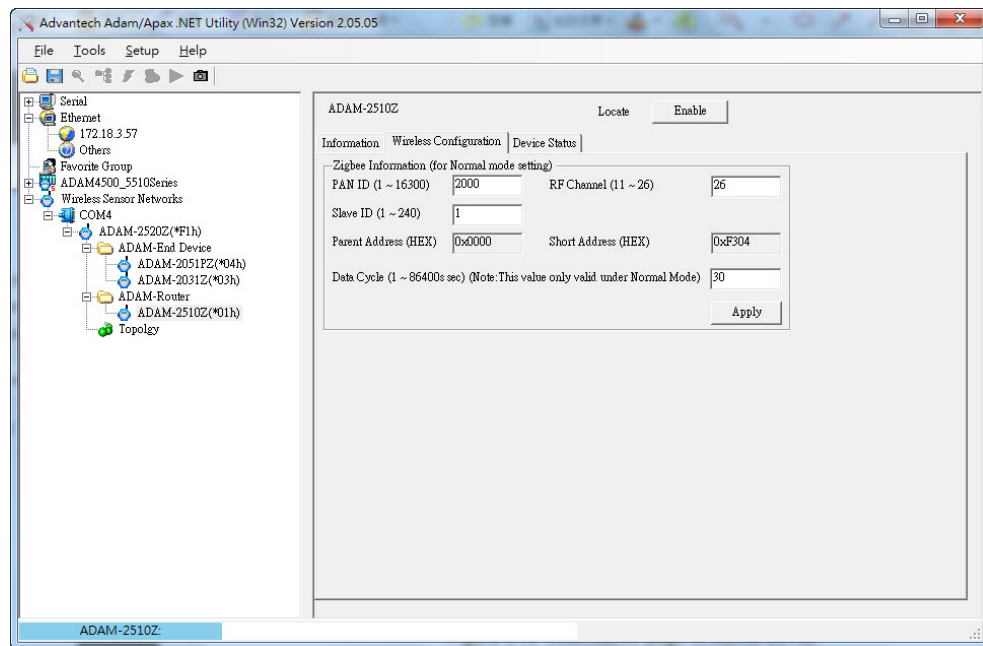 Advantech Adam/Apax .NET Utility (Win32) Version 2.05.05
File Tools Setup Help
Serial
Ethernet
172.18.3.57
Others
Favorite Group
ADAM4500_5510Series
Wireless Sensor Networks
COM4
ADAM-2520Z(*F1h)
ADAM-End Device
ADAM-2051PZ(*04h)
ADAM-2031Z(*03h)
ADAM-Router
ADAM-2510Z(*01h)
Topolgy
ADAM-2510Z Locate Enable
Information Wireless Configuration Device Status
Zigbee Information (for Normal mode setting)
PAN ID (1 ~ 16300) 2000 RF Channel (11 ~ 26) 26
Slave ID (1 ~ 240) 1
Parent Address (HEX) 0x0000 Short Address (HEX) 0xF304
Data Cycle (1 ~ 86400s sec) (Note:This value only valid under Normal Mode) 30
Apply
ADAM-2510Z: